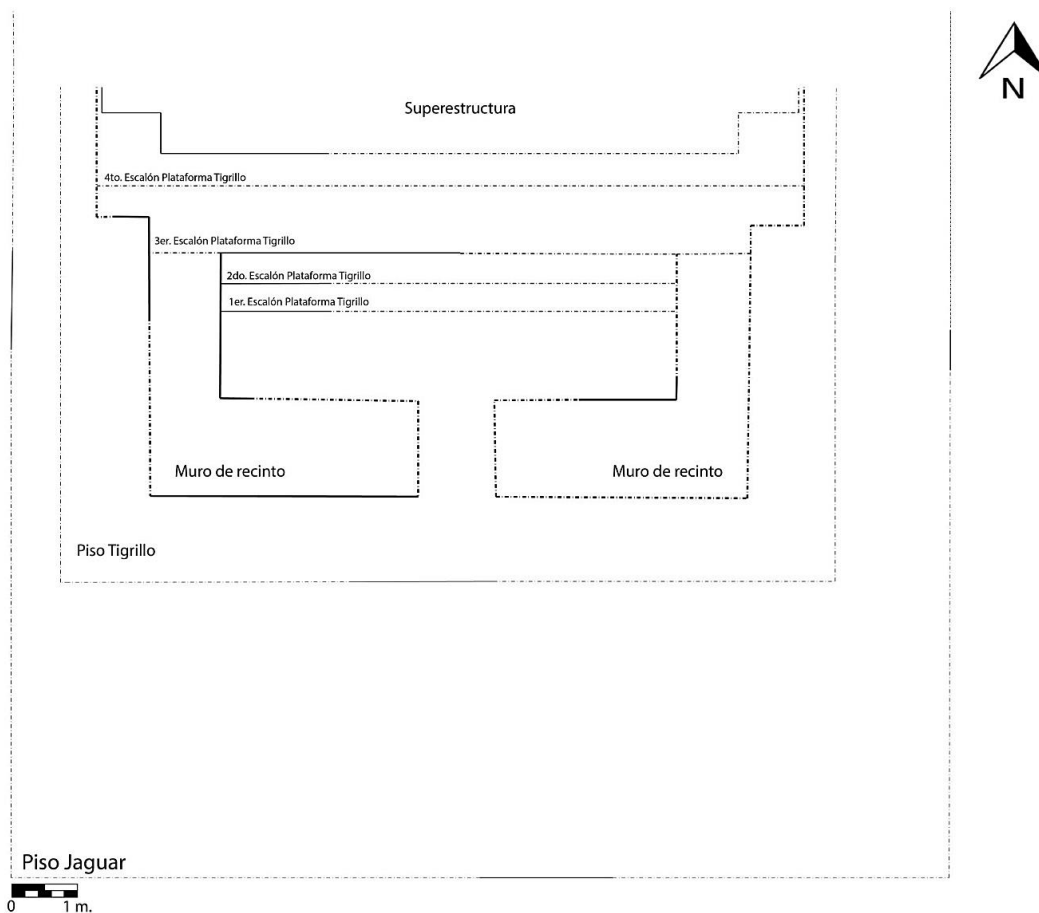 N
Superestructura
4to. Escalón Plataforma Tigrillo
3er. Escalón Plataforma Tigrillo
2do. Escalón Plataforma Tigrillo
1er. Escalón Plataforma Tigrillo
Muro de recinto
Muro de recinto
Piso Tigrillo
Piso Jaguar
0 1 m.